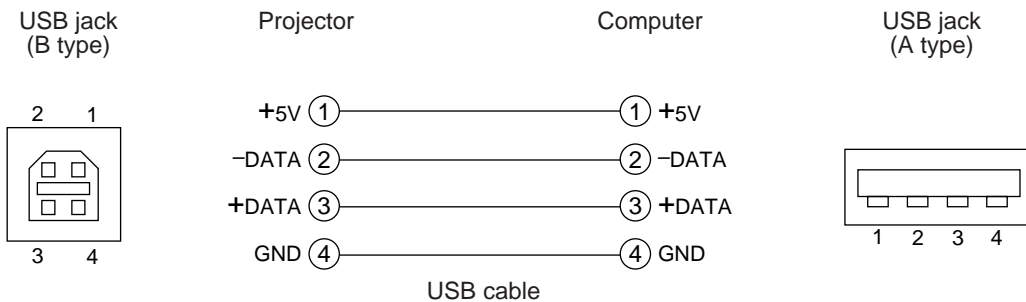 USB jack
(B type)
Projector
Computer
USB jack
(A type)
2 1
3 4
+5V 1 1 +5V
−DATA 2 2 −DATA
+DATA 3 3 +DATA
GND 4 4 GND
USB cable
1 2 3 4